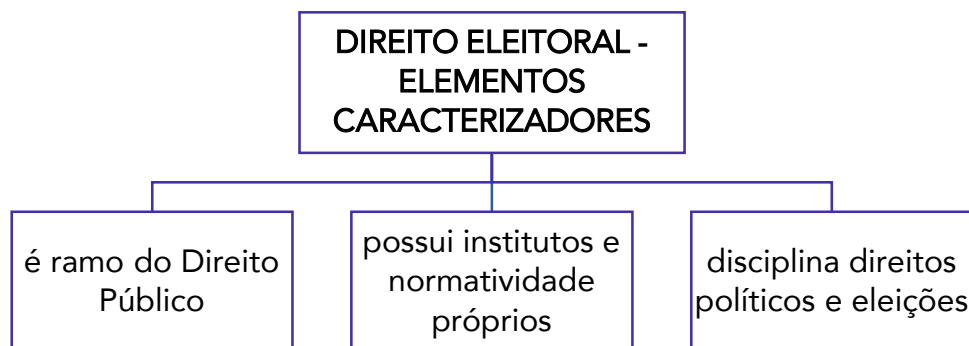 DIREITO ELEITORAL -
ELEMENTOS
CARACTERIZADORES
é ramo do Direito
Público
possui institutos e
normatividade
próprios
disciplina direitos
políticos e eleições